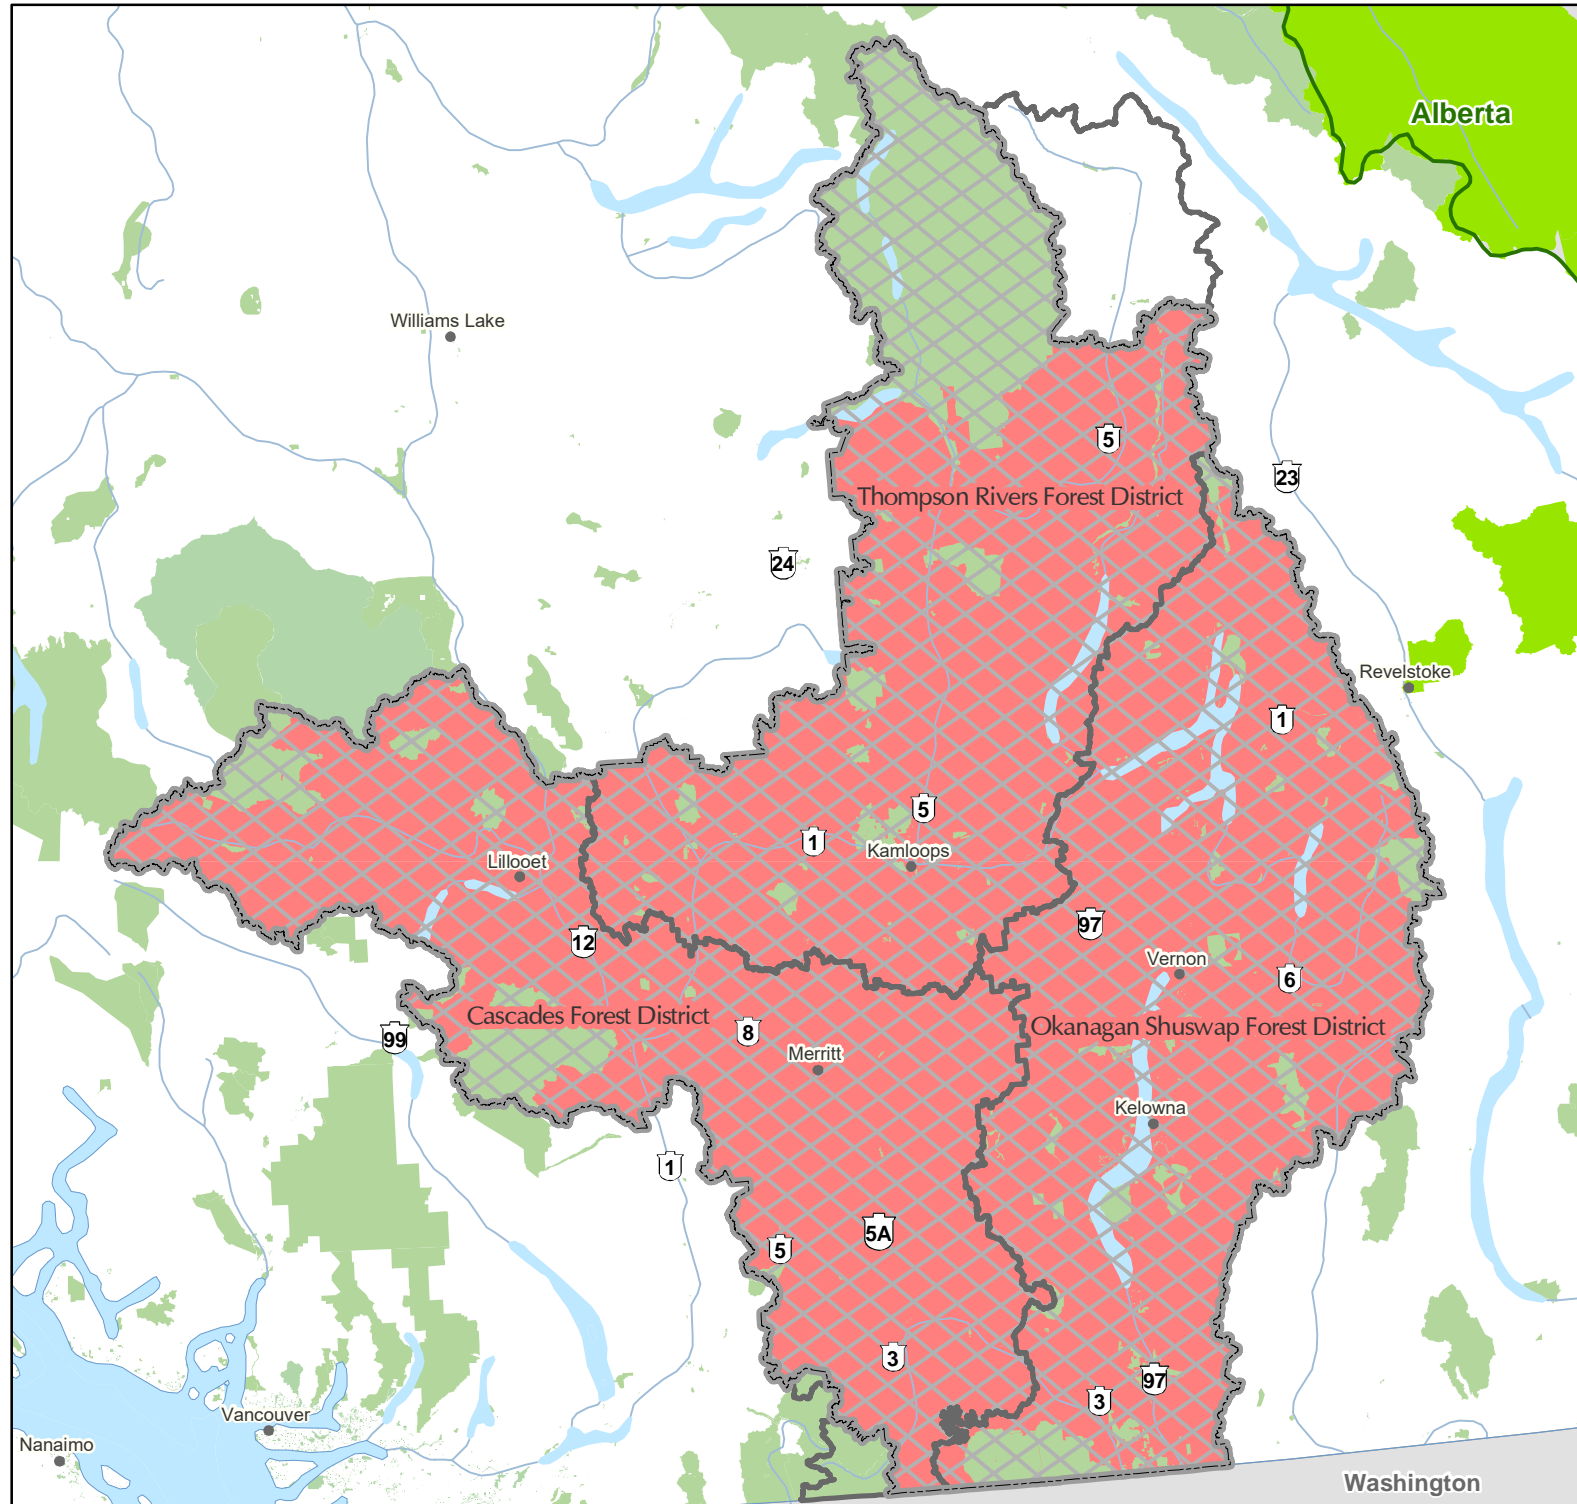 Alberta
Williams Lake
5
23
Thompson Rivers Forest District
24
Revelstoke
1
5
1
Kamloops
Lillooet
97
12
Vernon
6
Cascades Forest District
8
Okanagan Shuswap Forest District
99
Merritt
Kelowna
1
5A
5
3
97
3
Vancouver
Nanaimo
Washington